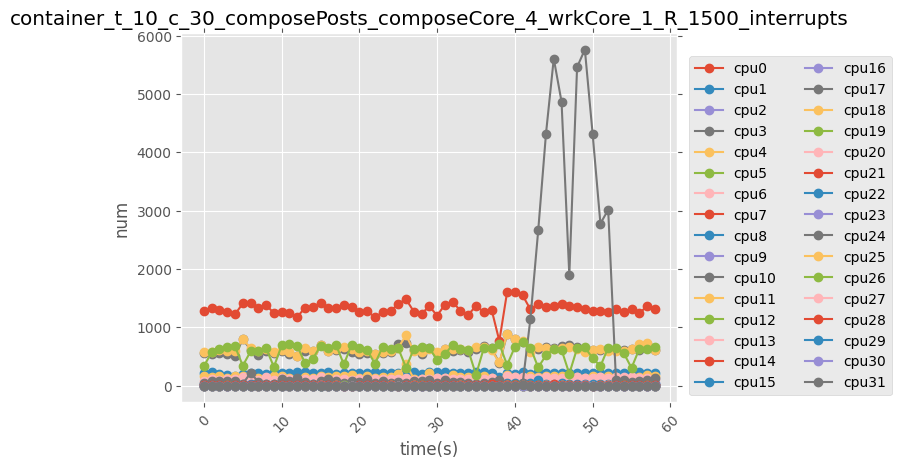 container_t_10_c_30_composePosts_composeCore_4_wrkCore_1_R_1500_interrupts
num
6000
5000
4000
3000
2000
1000
0
0 10 20 30 40 50 60
time(s)
cpu0 cpu16
cpu1 cpu17
cpu2 cpu18
cpu3 cpu19
cpu4 cpu20
cpu5 cpu21
cpu6 cpu22
cpu7 cpu23
cpu8 cpu24
cpu9 cpu25
cpu10 cpu26
cpu11 cpu27
cpu12 cpu28
cpu13 cpu29
cpu14 cpu30
cpu15 cpu31